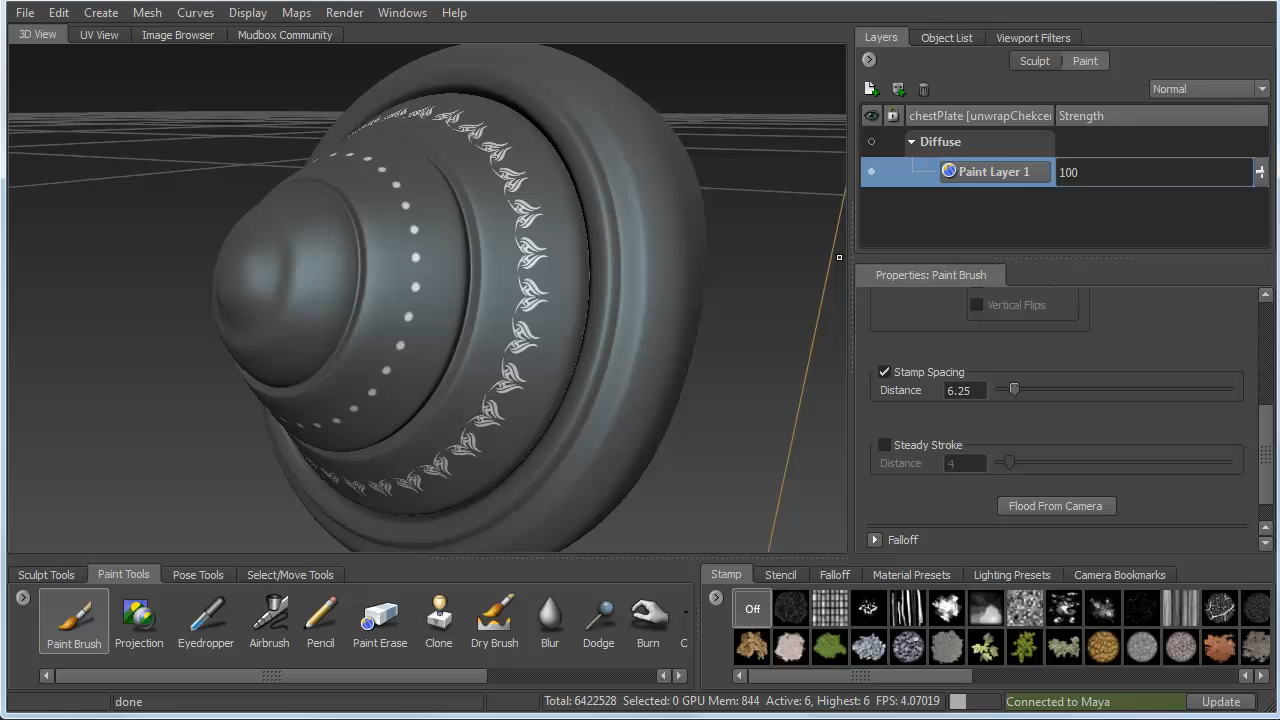 File Edit Create Mesh Curves Display Maps Render Windows Help
3D View UV View Image Browser Mudbox Community
Layers Object List Viewport Filters
Sculpt Paint
Normal
chestPlate [unwrapChekcer Strength
Diffuse
Paint Layer 1 100
Properties: Paint Brush
Vertical Flips
Stamp Spacing
Distance 6.25
Steady Stroke
Distance 4
Flood From Camera
Falloff
Sculpt Tools Paint Tools Pose Tools Select/Move Tools
Stamp Stencil Falloff Material Presets Lighting Presets Camera Bookmarks
Off
Paint Brush Projection Eyedropper Airbrush Pencil Paint Erase Clone Dry Brush Blur Dodge Burn
done
Total: 6422528 Selected: 0 GPU Mem: 844 Active: 6, Highest: 6 FPS: 4.07019
Connected to Maya Update